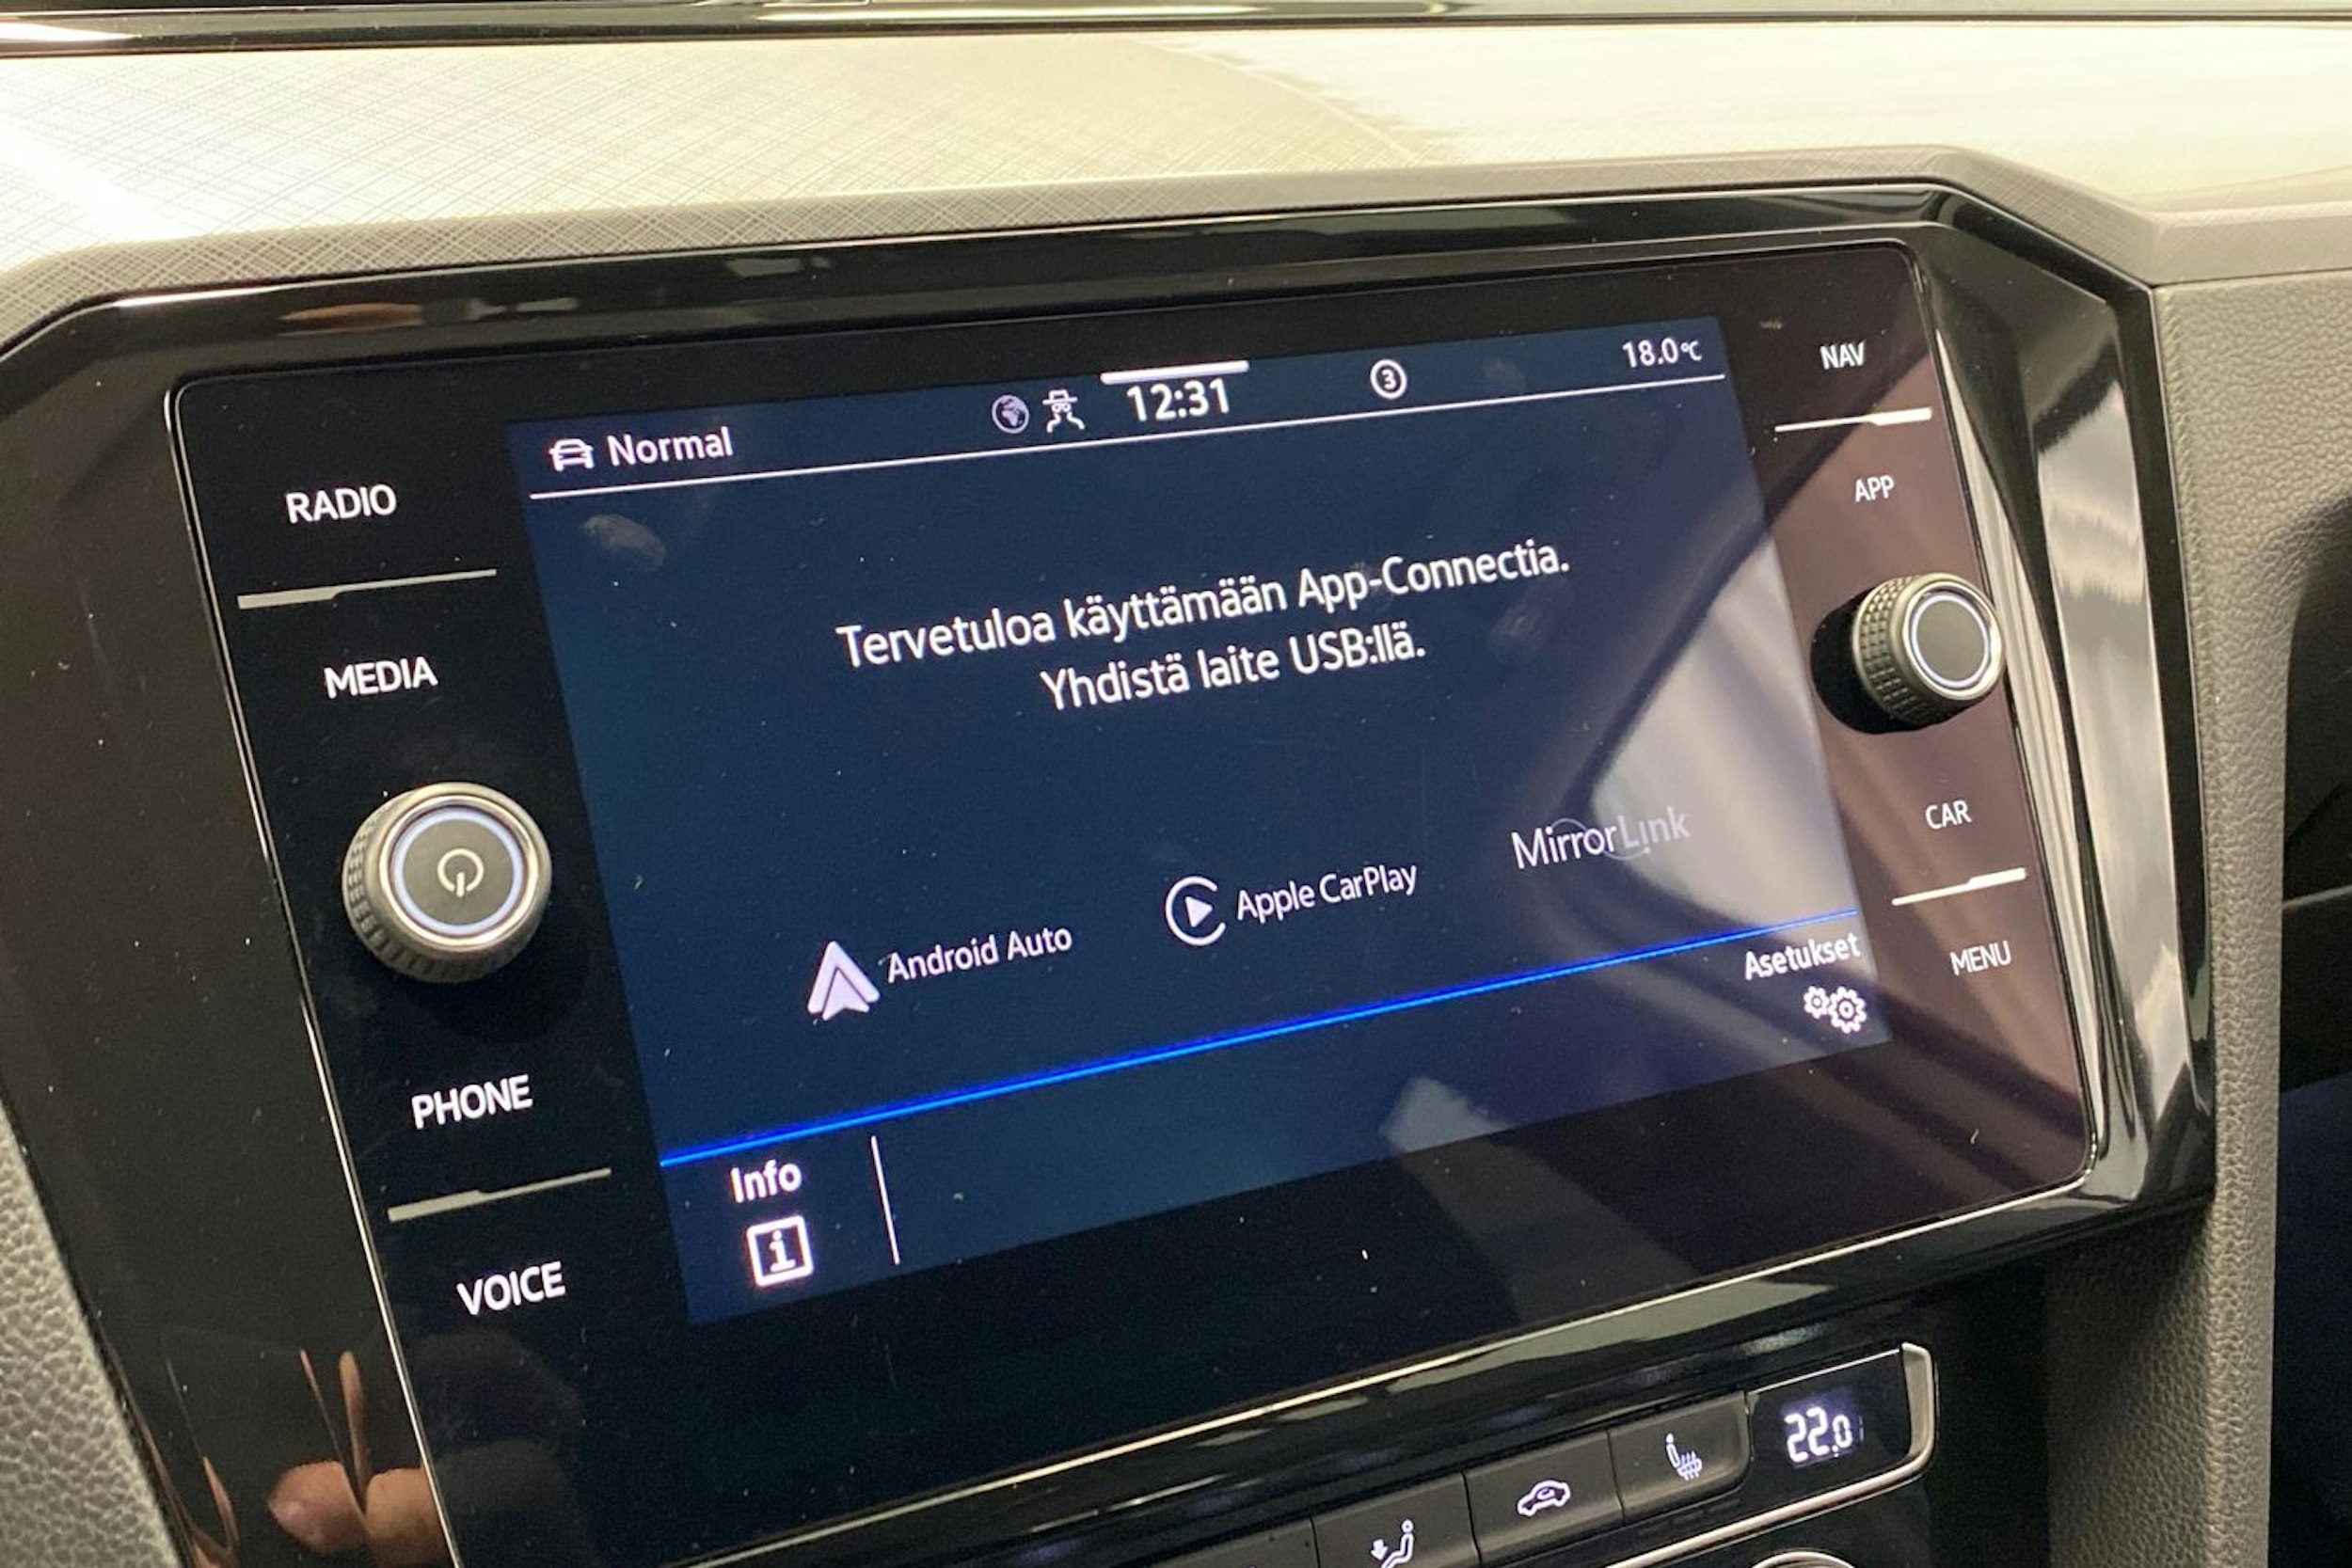 Normal
12:31
3
18.0°C
NAV
RADIO
APP
Tervetuloa käyttämään App-Connectia.
Yhdistä laite USB:llä.
MEDIA
CAR
MirrorLink
Apple CarPlay
Android Auto
Asetukset
MENU
PHONE
Info
i
VOICE
22.0